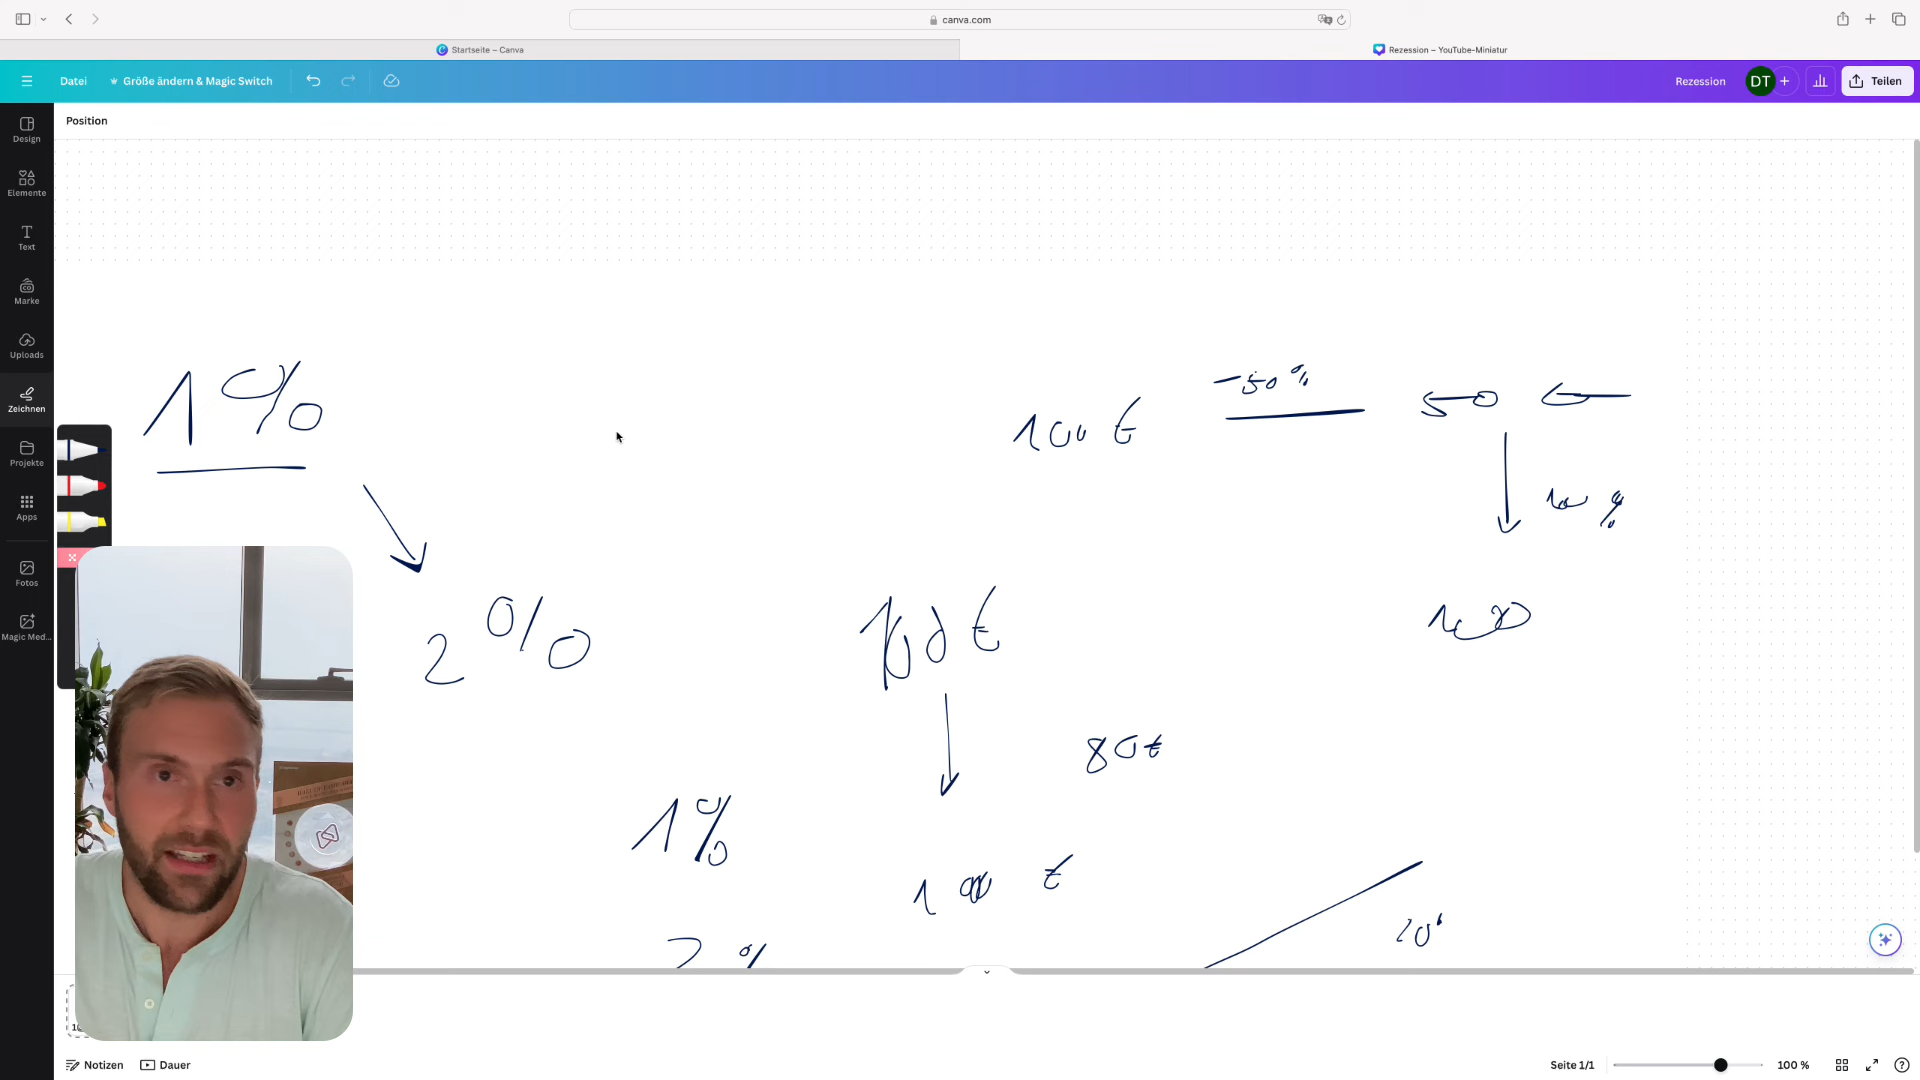 canva.com
Startseite – Canva
Rezession – YouTube-Miniatur
Datei
Größe ändern & Magic Switch
Rezession
DT
Teilen
Position
Design
Elemente
Text
Marke
Uploads
Zeichnen
Projekte
Apps
Fotos
Magic Med...
1%
2%
100 €
-50%
100 €
80€
1%
100 €
2%
Notizen
Dauer
Seite 1/1
100 %